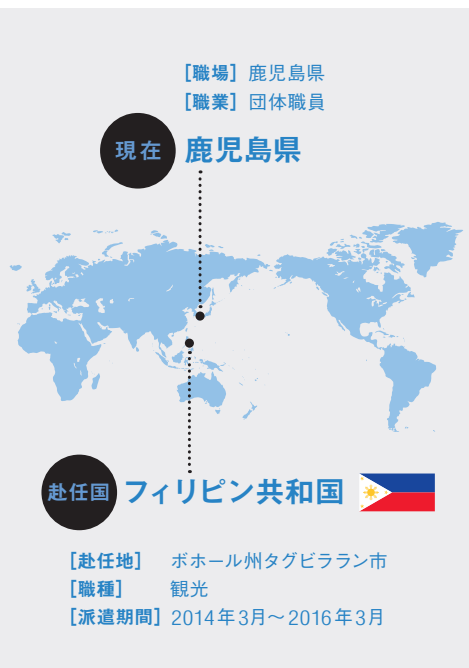 [職場] 鹿児島県
[職業] 団体職員
現在 鹿児島県
赴任国 フィリピン共和国
[赴任地] ボホール州タグビララン市
[職種] 観光
[派遣期間] 2014年3月～2016年3月